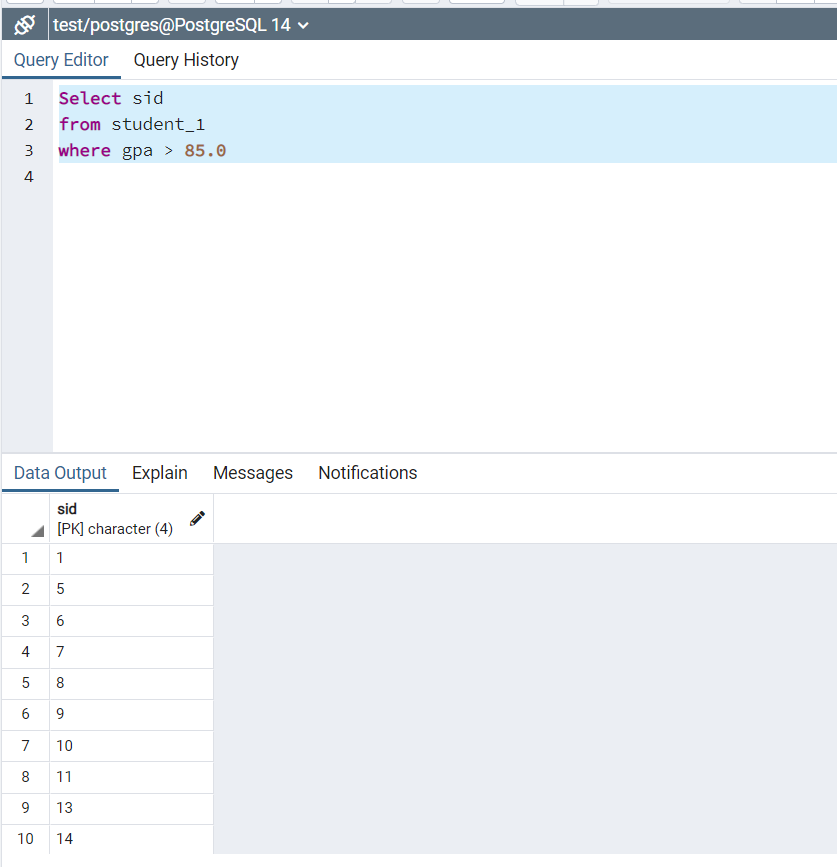 test/postgres@PostgreSQL 14
Query Editor Query History
1 Select sid
2 from student_1
3 where gpa > 85.0
4
Data Output Explain Messages Notifications
sid
[PK] character (4)
1 1
2 5
3 6
4 7
5 8
6 9
7 10
8 11
9 13
10 14